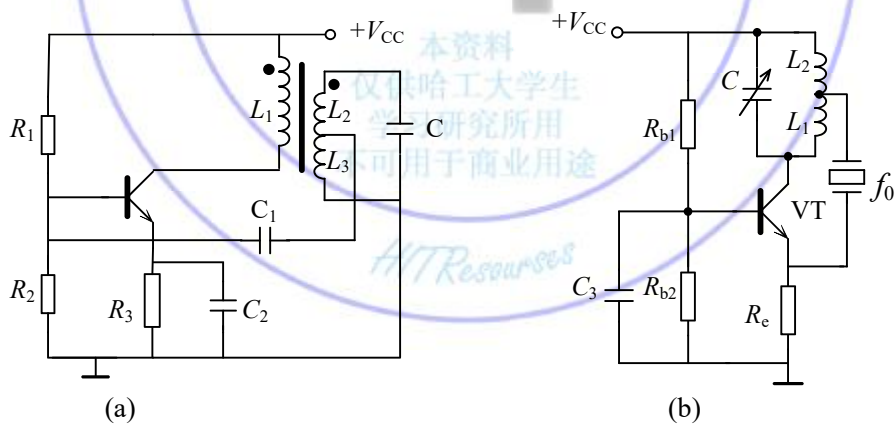 +V_CC
R_1
L_1
L_2
L_3
C
C_1
R_2
R_3
C_2
(a)
+V_CC
C
L_2
L_1
R_b1
f_0
VT
C_3
R_b2
R_e
(b)
本资料
仅供哈工大学生
学习研究所用
不可用于商业用途
HITResourses